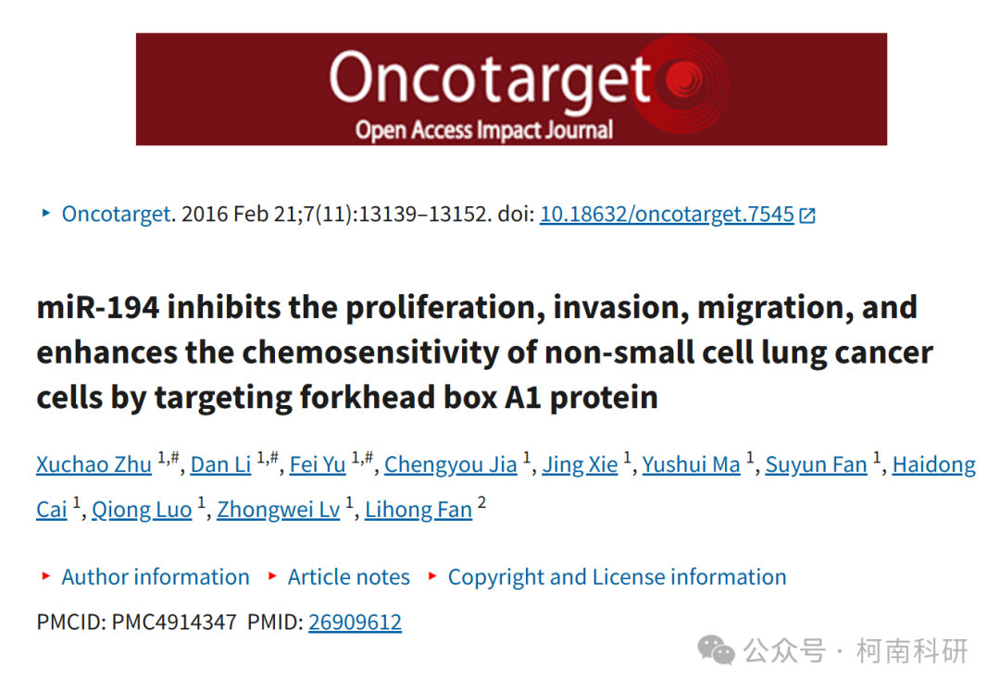 Oncotarget
Open Access Impact Journal
Oncotarget. 2016 Feb 21;7(11):13139–13152. doi: 10.18632/oncotarget.7545
miR-194 inhibits the proliferation, invasion, migration, and
enhances the chemosensitivity of non-small cell lung cancer
cells by targeting forkhead box A1 protein
Xuchao Zhu 1,#, Dan Li 1,#, Fei Yu 1,#, Chengyou Jia 1, Jing Xie 1, Yushui Ma 1, Suyun Fan 1, Haidong
Cai 1, Qiong Luo 1, Zhongwei Lv 1, Lihong Fan 2
Author information Article notes Copyright and License information
PMCID: PMC4914347 PMID: 26909612
公众号 · 柯南科研